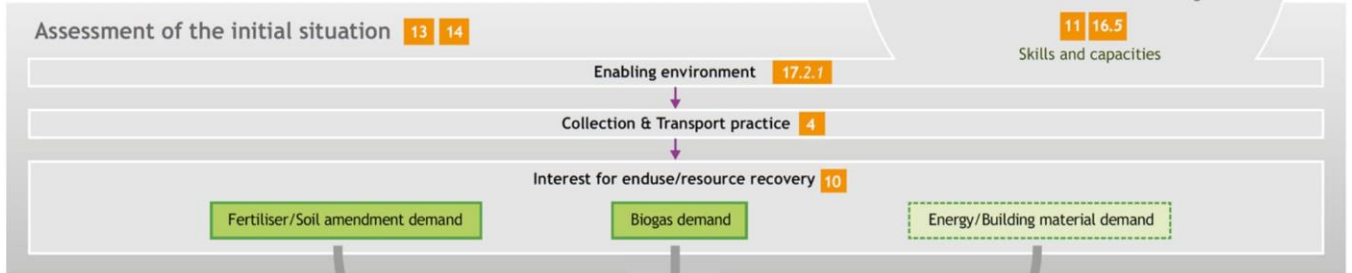 Assessment of the initial situation 13 14
11 16.5
Skills and capacities
Enabling environment 17.2.1
Collection & Transport practice 4
Interest for enduse/resource recovery 10
Fertiliser/Soil amendment demand
Biogas demand
Energy/Building material demand